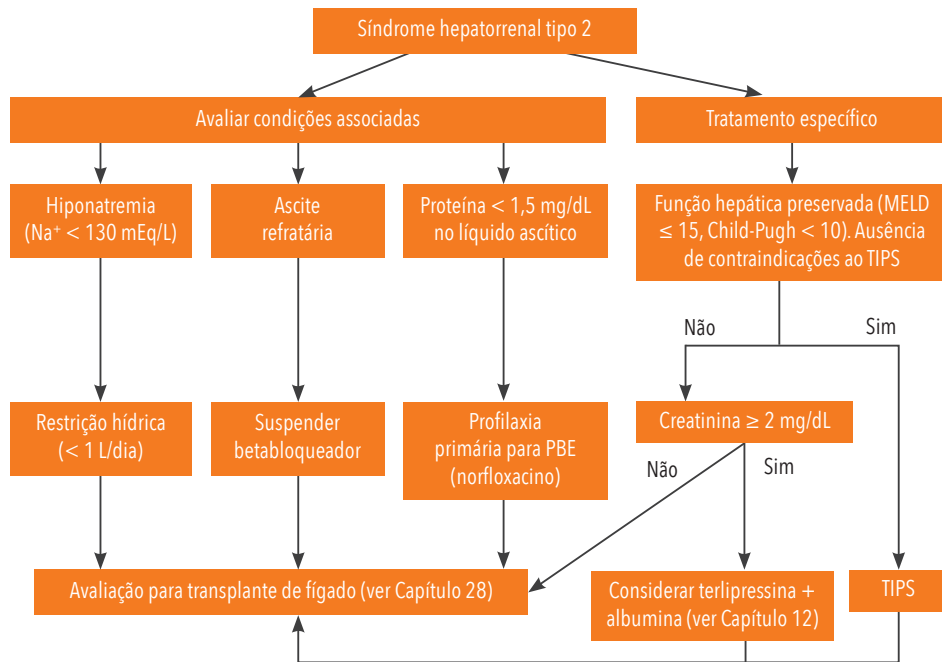 Síndrome hepatorrenal tipo 2
Avaliar condições associadas
Tratamento específico
Hiponatremia
(Na⁺ < 130 mEq/L)
Ascite
refratária
Proteína < 1,5 mg/dL
no líquido ascítico
Função hepática preservada (MELD
≤ 15, Child-Pugh < 10). Ausência
de contraindicações ao TIPS
Não
Sim
Restrição hídrica
(< 1 L/dia)
Suspender
betabloqueador
Profilaxia
primária para PBE
(norfloxacino)
Creatinina ≥ 2 mg/dL
Não
Sim
Avaliação para transplante de fígado (ver Capítulo 28)
Considerar terlipressina +
albumina (ver Capítulo 12)
TIPS